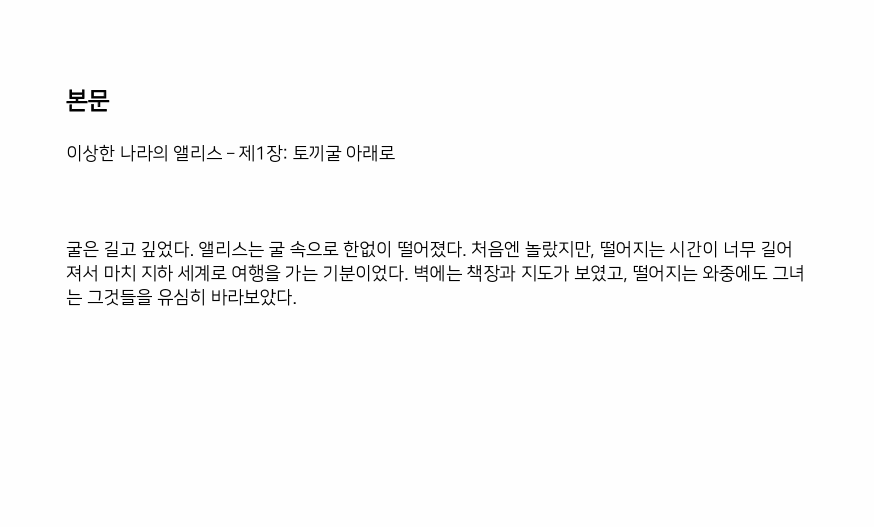 본문
이상한 나라의 앨리스 – 제1장: 토끼굴 아래로
굴은 길고 깊었다. 앨리스는 굴 속으로 한없이 떨어졌다. 처음엔 놀랐지만, 떨어지는 시간이 너무 길어
져서 마치 지하 세계로 여행을 가는 기분이었다. 벽에는 책장과 지도가 보였고, 떨어지는 와중에도 그녀
는 그것들을 유심히 바라보았다.